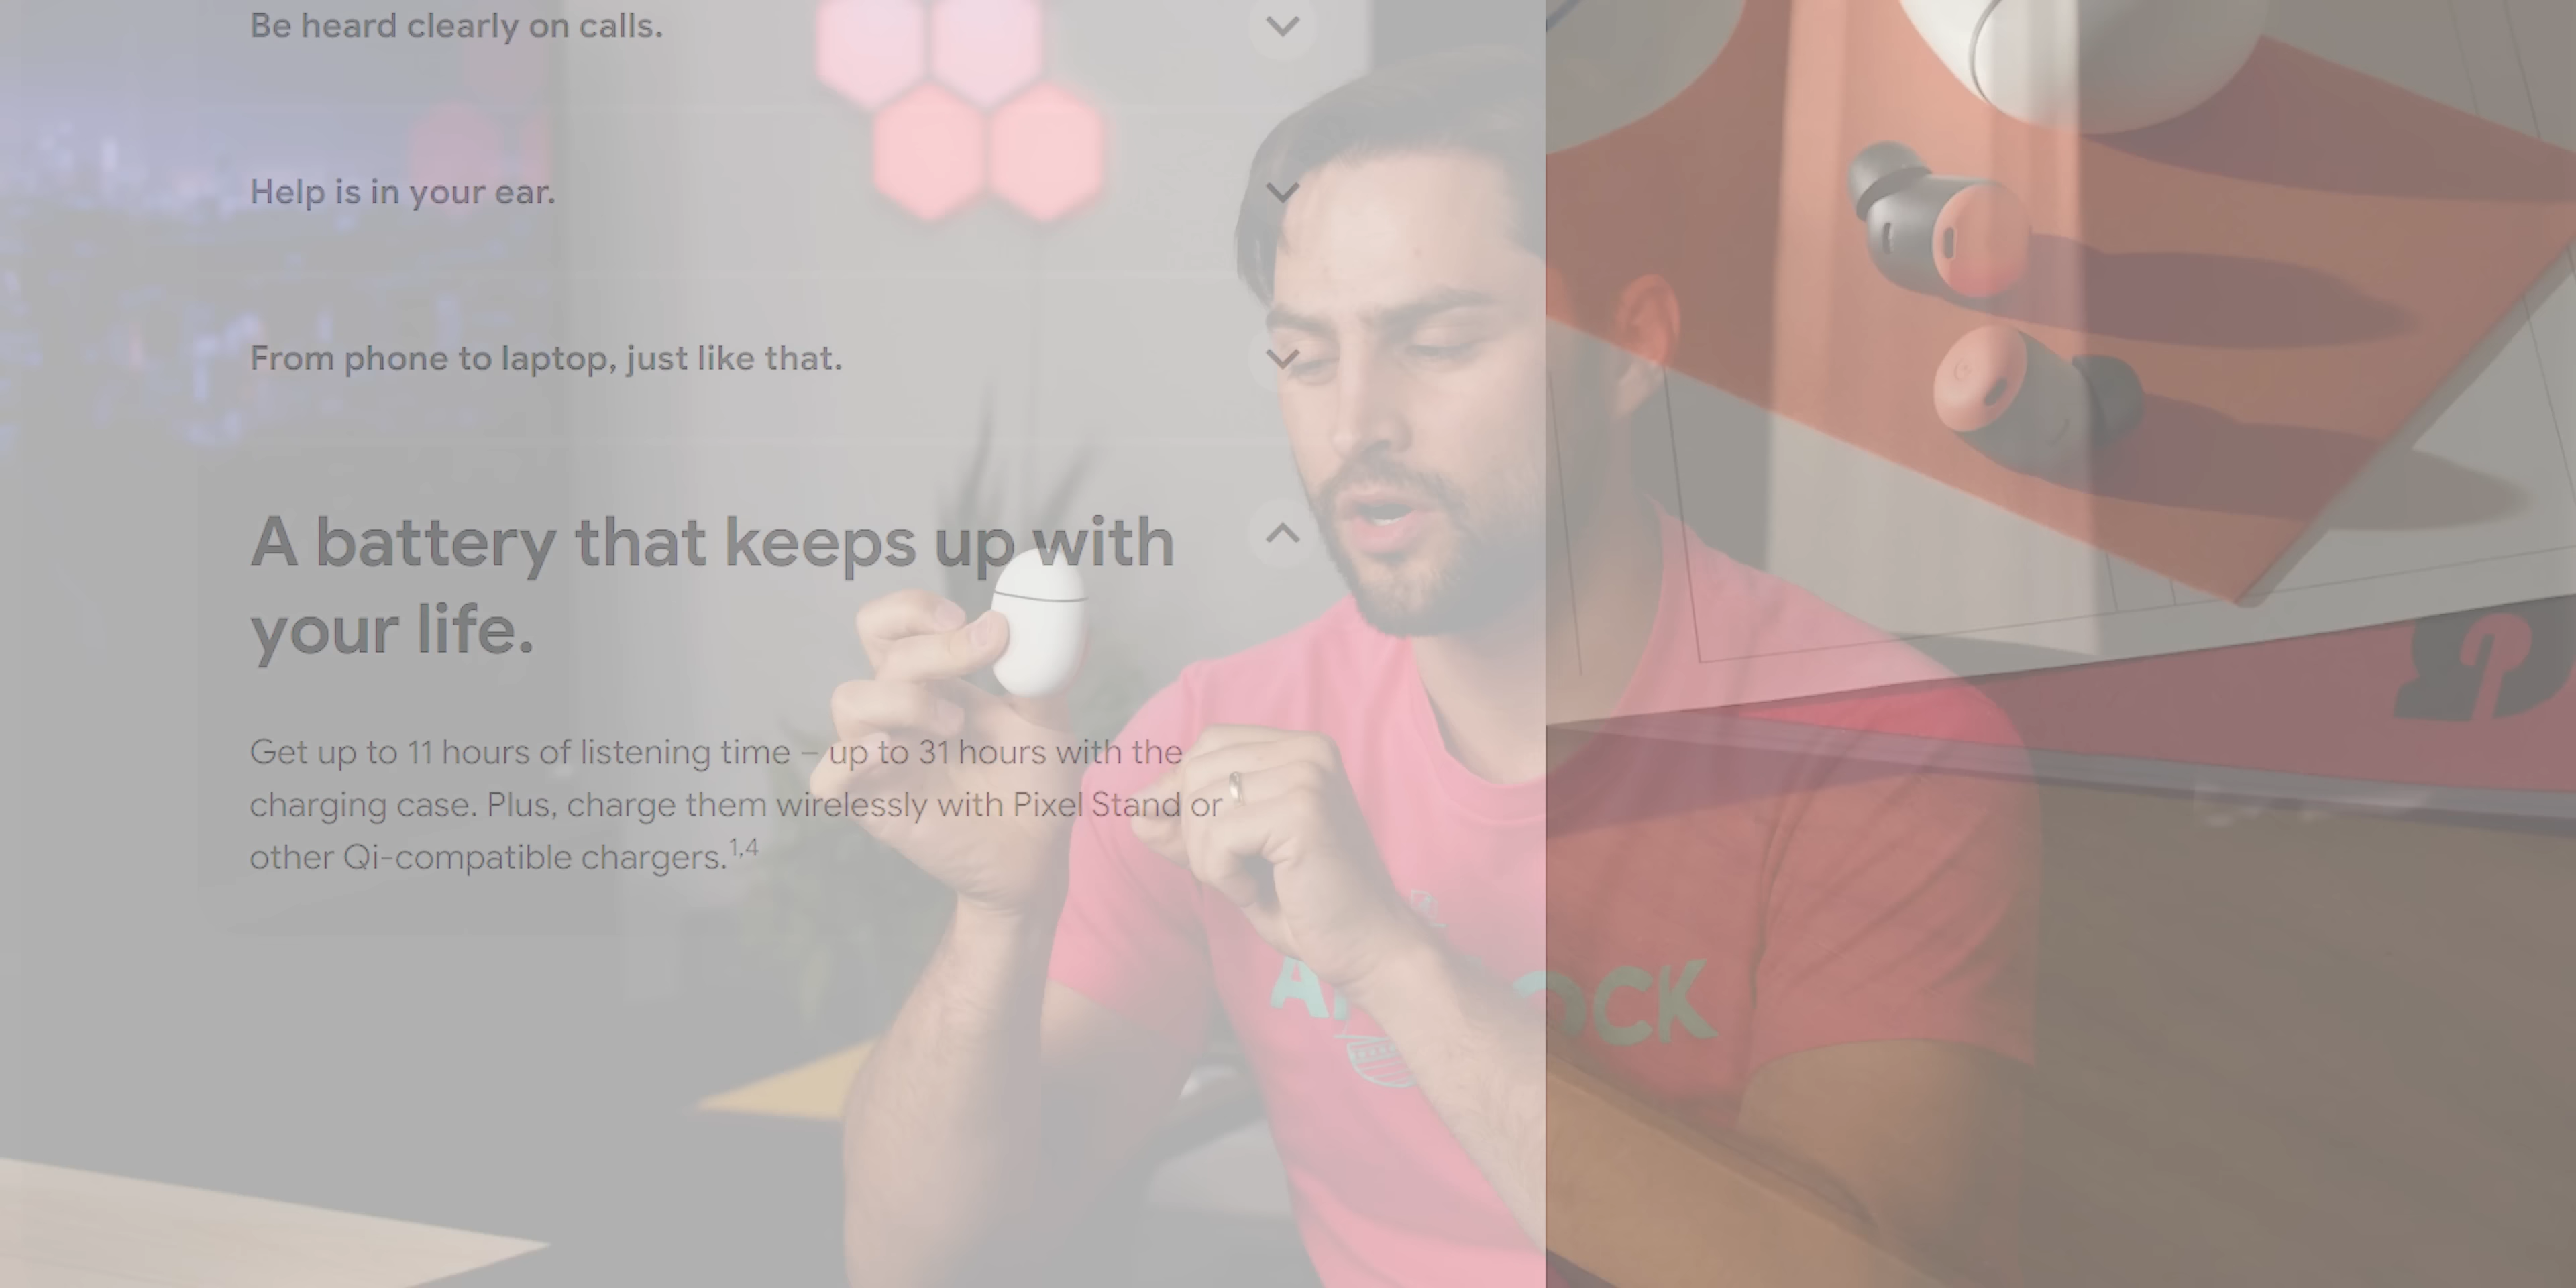 Be heard clearly on calls.
Help is in your ear.
From phone to laptop, just like that.
A battery that keeps up with
your life.
Get up to 11 hours of listening time – up to 31 hours with the
charging case. Plus, charge them wirelessly with Pixel Stand or
other Qi-compatible chargers.1,4